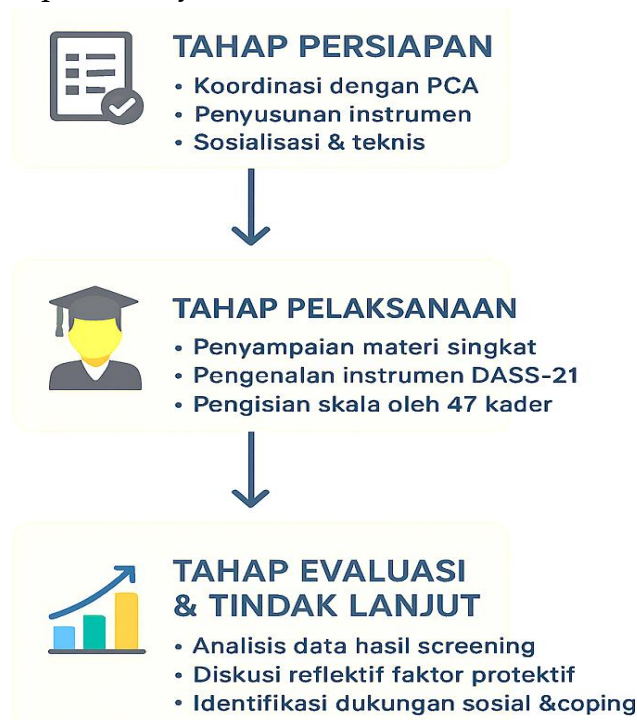 TAHAP PERSIAPAN
• Koordinasi dengan PCA
• Penyusunan instrumen
• Sosialisasi & teknis
TAHAP PELAKSANAAN
• Penyampaian materi singkat
• Pengenalan instrumen DASS-21
• Pengisian skala oleh 47 kader
TAHAP EVALUASI
& TINDAK LANJUT
• Analisis data hasil screening
• Diskusi reflektif faktor protektif
• Identifikasi dukungan sosial &coping